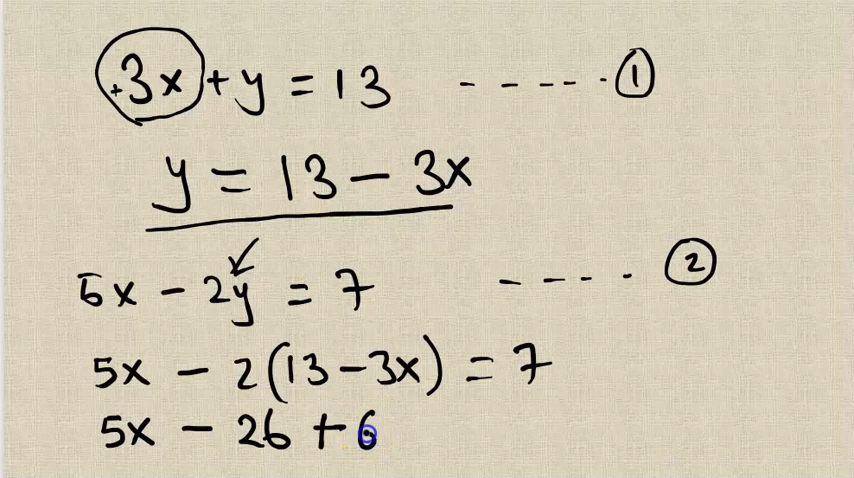 +3x + y = 13 - - - - - ①
y = 13 - 3x
5x - 2y = 7 - - - - ②
5x - 2(13 - 3x) = 7
5x - 26 + 6